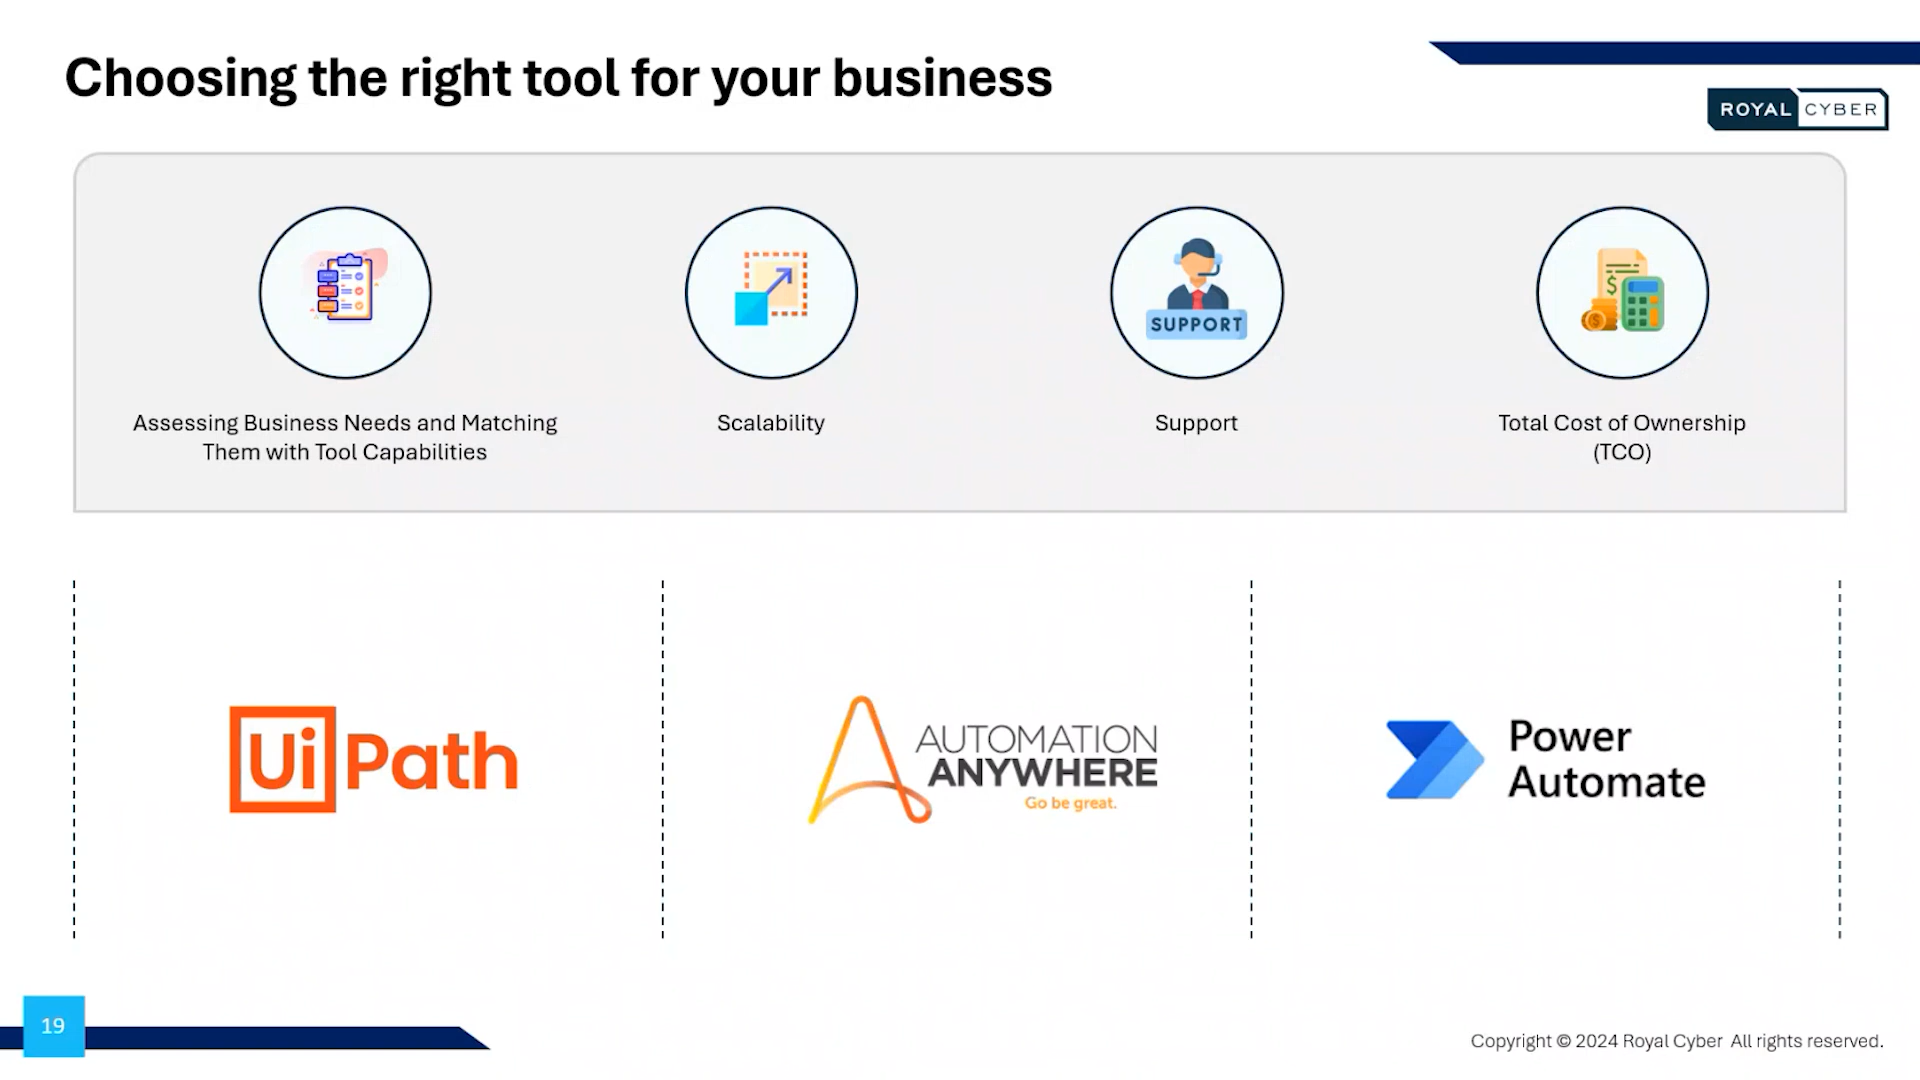 Choosing the right tool for your business
ROYAL CYBER
SUPPORT
Assessing Business Needs and Matching
Them with Tool Capabilities
Scalability
Support
Total Cost of Ownership
(TCO)
UiPath
AUTOMATION
ANYWHERE
Go be great.
Power
Automate
19
Copyright © 2024 Royal Cyber All rights reserved.